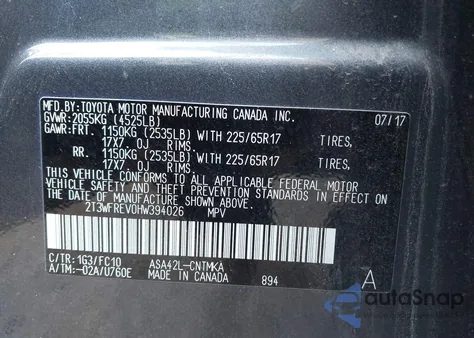 MFD.BY:TOYOTA MOTOR MANUFACTURING CANADA INC. 07/17
GVWR:2055KG (4525LB)
GAWR:FRT. 1150KG (2535LB) WITH 225/65R17 TIRES,
17X7 0J RIMS.
RR. 1150KG (2535LB) WITH 225/65R17 TIRES,
17X7 0J RIMS.
THIS VEHICLE CONFORMS TO ALL APPLICABLE FEDERAL MOTOR
VEHICLE SAFETY AND THEFT PREVENTION STANDARDS IN EFFECT ON
THE DATE OF MANUFACTURE SHOWN ABOVE.
2T3WFREV0HW394026 MPV
C/TR:1G3/FC10 ASA42L-CNTMKA
A/TM:-02A/U760E MADE IN CANADA 894 A
autoSnap